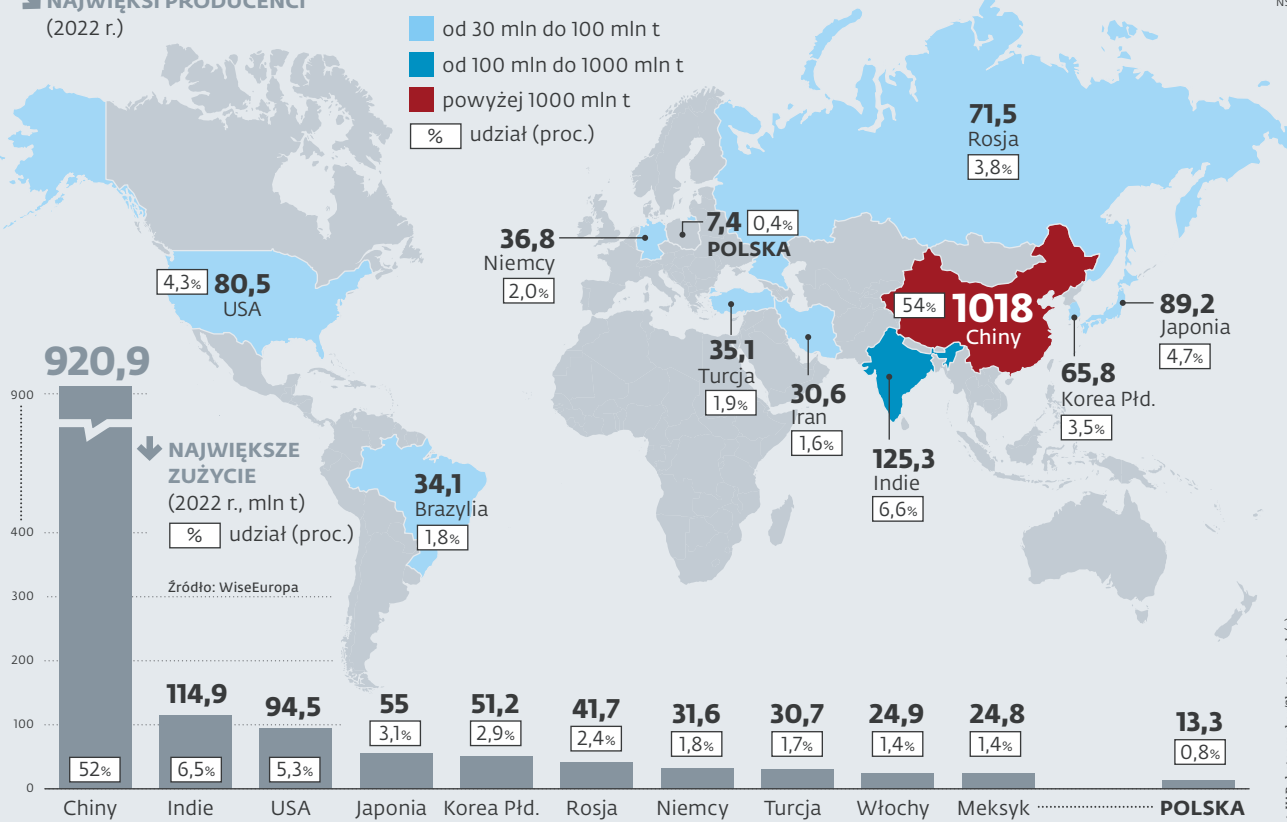 NAJWIĘKSI PRODUCENCI
(2022 r.)
od 30 mln do 100 mln t
od 100 mln do 1000 mln t
powyżej 1000 mln t
% udział (proc.)
71,5
Rosja
3,8%
36,8
Niemcy
2,0%
7,4 0,4%
POLSKA
4,3% 80,5
USA
54% 1018
Chiny
89,2
Japonia
4,7%
35,1
Turcja
1,9%
30,6
Iran
1,6%
65,8
Korea Płd.
3,5%
125,3
Indie
6,6%
34,1
Brazylia
1,8%
NAJWIĘKSZE
ZUŻYCIE
(2022 r., mln t)
% udział (proc.)
Źródło: WiseEuropa
900
400
300
200
100
0
920,9
52%
Chiny
114,9
6,5%
Indie
94,5
5,3%
USA
55
3,1%
Japonia
51,2
2,9%
Korea Płd.
41,7
2,4%
Rosja
31,6
1,8%
Niemcy
30,7
1,7%
Turcja
24,9
1,4%
Włochy
24,8
1,4%
Meksyk
13,3
0,8%
POLSKA